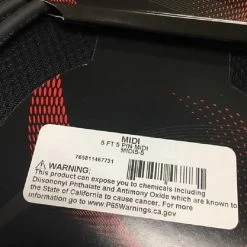 MIDI
5 FT 5 PIN MIDI
MIDI5-5
765811467731
WARNING:
This product can expose you to chemicals including
Diisononyl Phthalate and Antimony Oxide which are known to
the State of California to cause cancer. For more
information go to www.P65Warnings.ca.gov